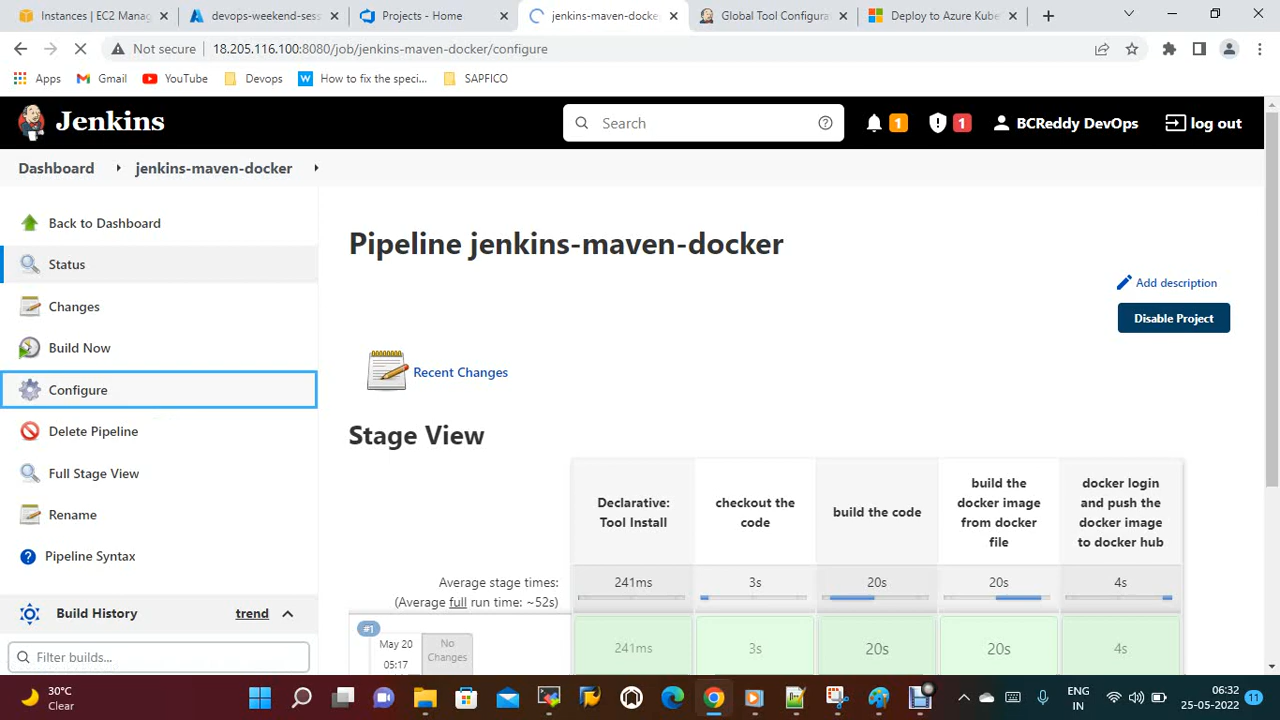 Instances | EC2 Manag
devops-weekend-sess
Projects - Home
jenkins-maven-docke
Global Tool Configura
Deploy to Azure Kube
Not secure
18.205.116.100:8080/job/jenkins-maven-docker/configure
Apps
Gmail
YouTube
Devops
W
How to fix the speci...
SAPFICO
Jenkins
Search
1
1
BCReddy DevOps
log out
Dashboard
jenkins-maven-docker
Back to Dashboard
Status
Changes
Build Now
Configure
Delete Pipeline
Full Stage View
Rename
Pipeline Syntax
Build History
trend
Filter builds...
Pipeline jenkins-maven-docker
Add description
Disable Project
Recent Changes
Stage View
Declarative:
Tool Install
checkout the
code
build the code
build the
docker image
from docker
file
docker login
and push the
docker image
to docker hub
Average stage times:
(Average full run time: ~52s)
241ms
3s
20s
20s
4s
#1
May 20
05:17
No
Changes
241ms
3s
20s
20s
4s
30°C
Clear
ENG
IN
06:32
25-05-2022
11